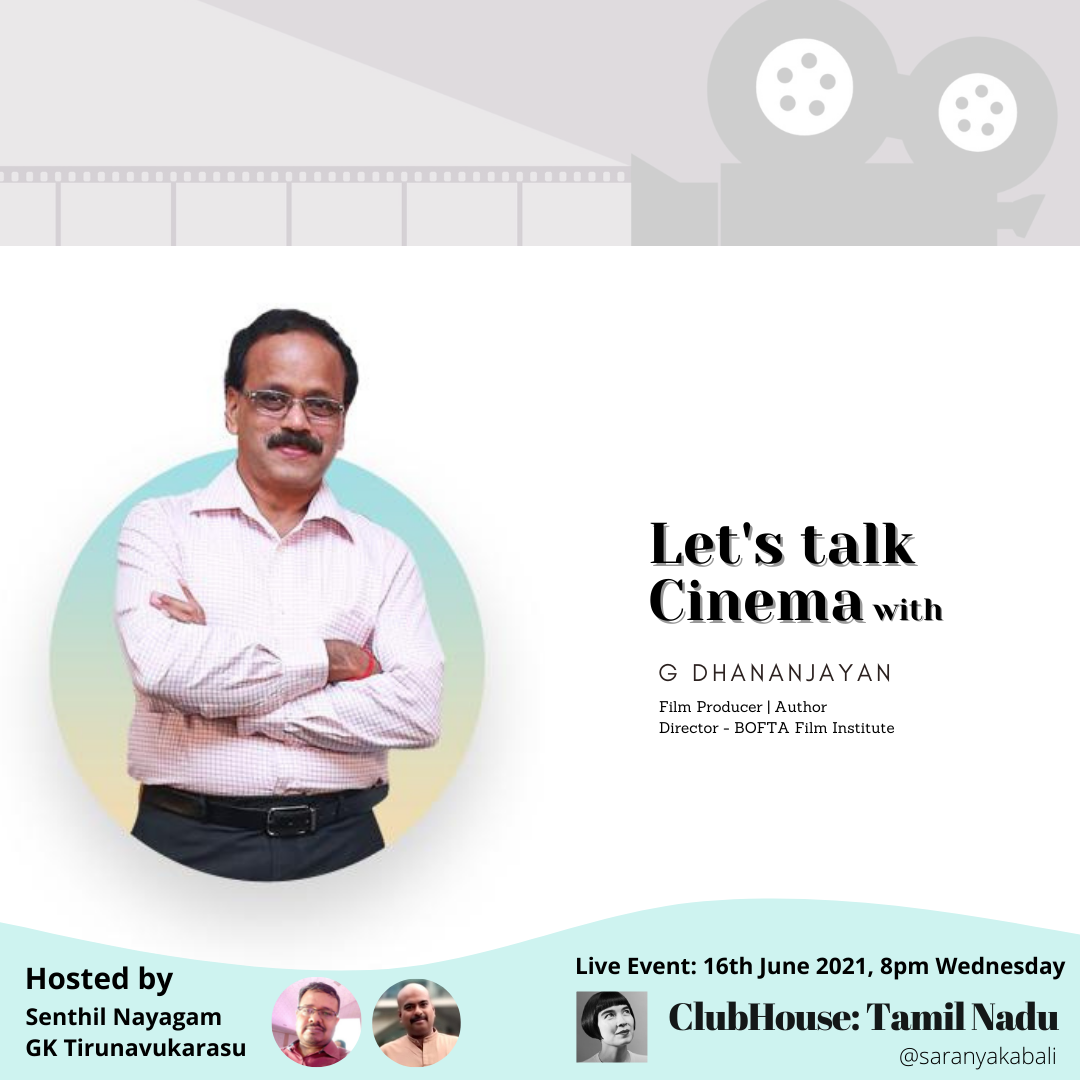 Let's talk
Cinema with
G DHANANJAYAN
Film Producer | Author
Director - BOFTA Film Institute
Hosted by
Senthil Nayagam
GK Tirunavukarasu
Live Event: 16th June 2021, 8pm Wednesday
ClubHouse: Tamil Nadu
@saranyakabali